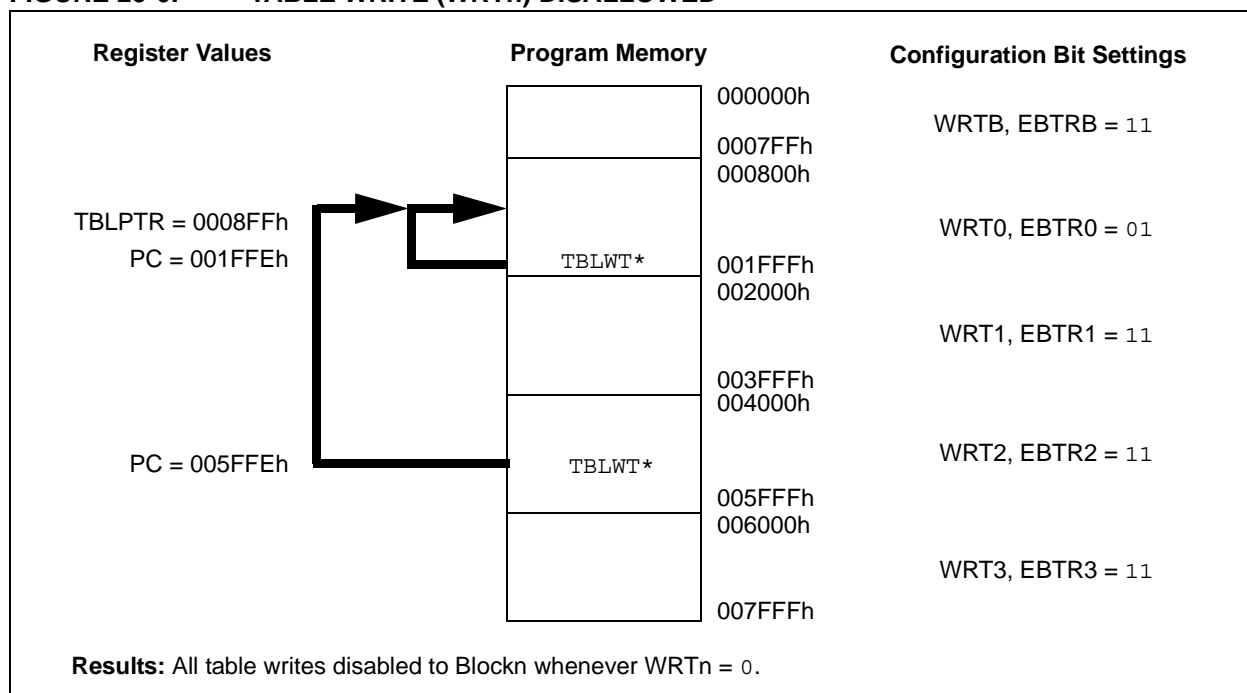 Register Values Program Memory Configuration Bit Settings
000000h
WRTB, EBTRB = 11
0007FFh
000800h
TBLPTR = 0008FFh
WRT0, EBTR0 = 01
PC = 001FFEh
TBLWT*
001FFFh
002000h
WRT1, EBTR1 = 11
003FFFh
004000h
WRT2, EBTR2 = 11
PC = 005FFEh
TBLWT*
005FFFh
006000h
WRT3, EBTR3 = 11
007FFFh
Results: All table writes disabled to Blockn whenever WRTn = 0.